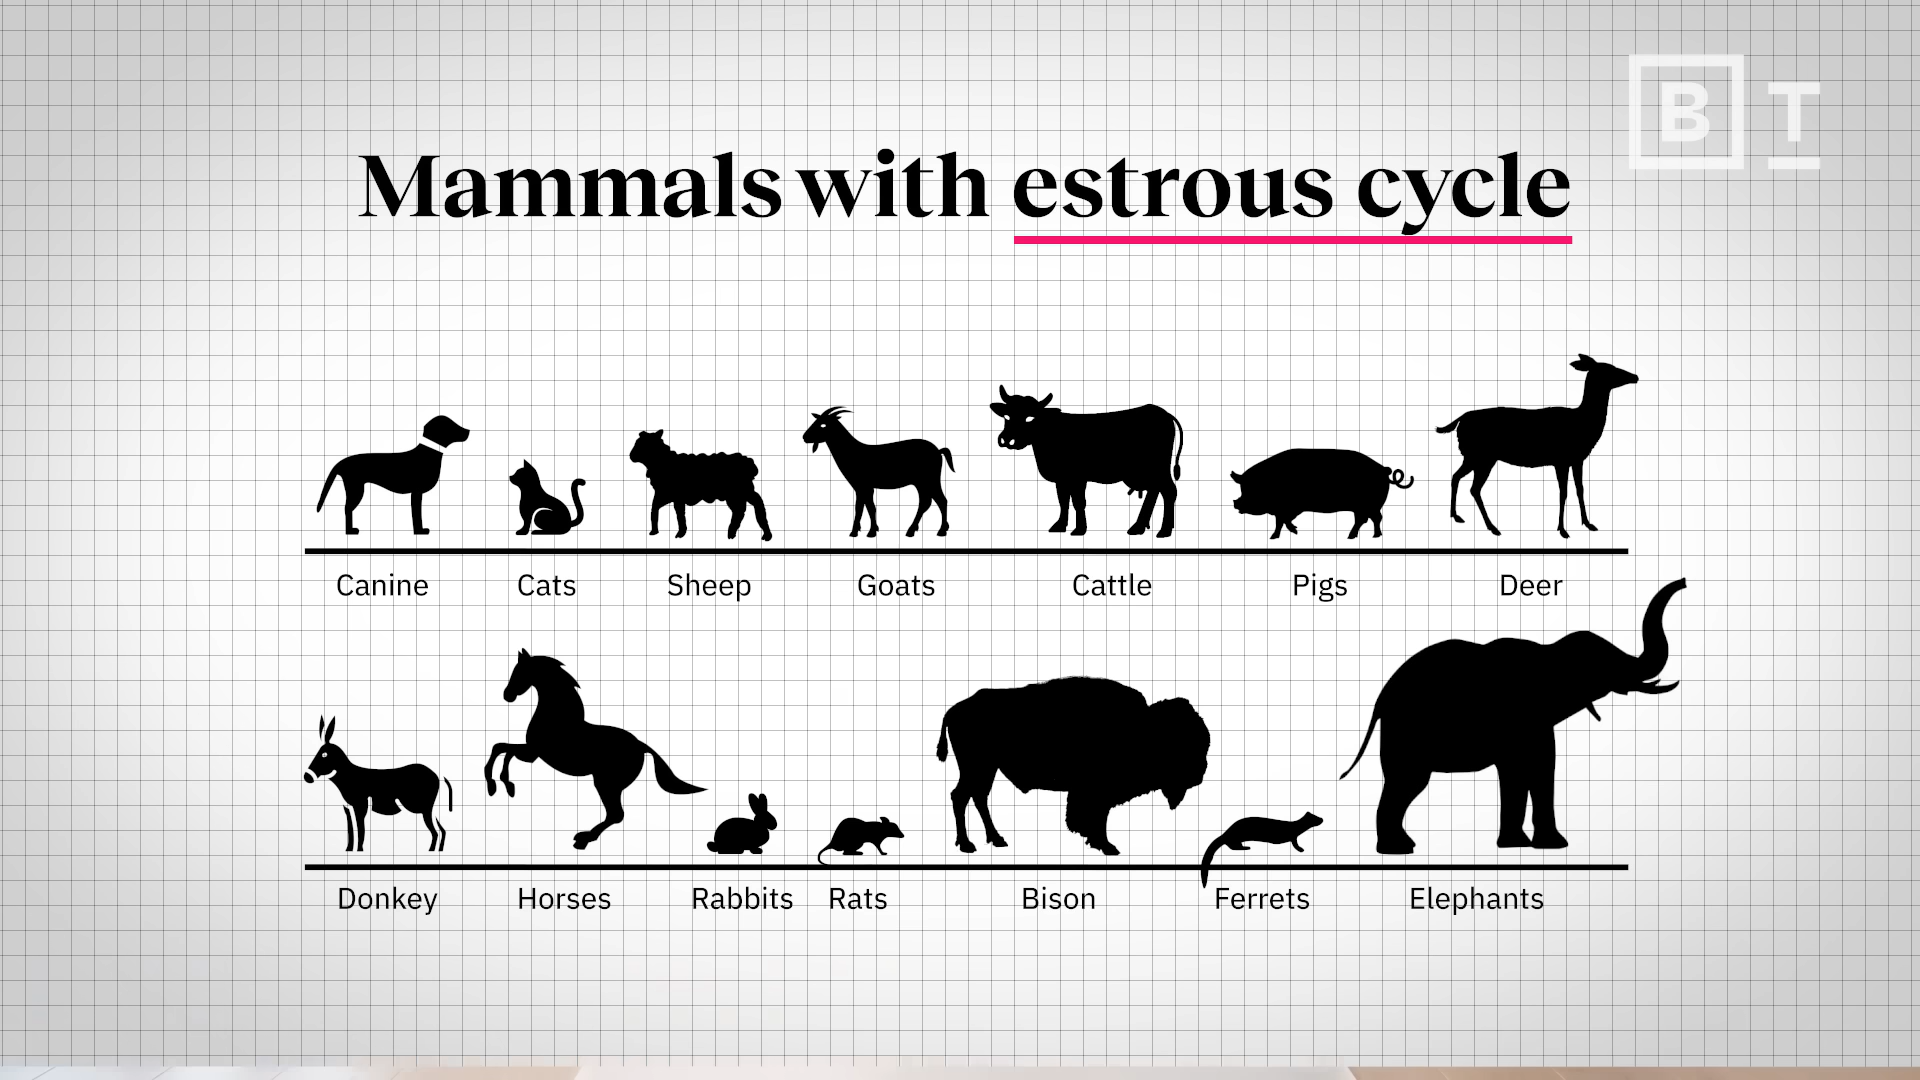 B T
Mammals with estrous cycle
Canine Cats Sheep Goats Cattle Pigs Deer
Donkey Horses Rabbits Rats Bison Ferrets Elephants